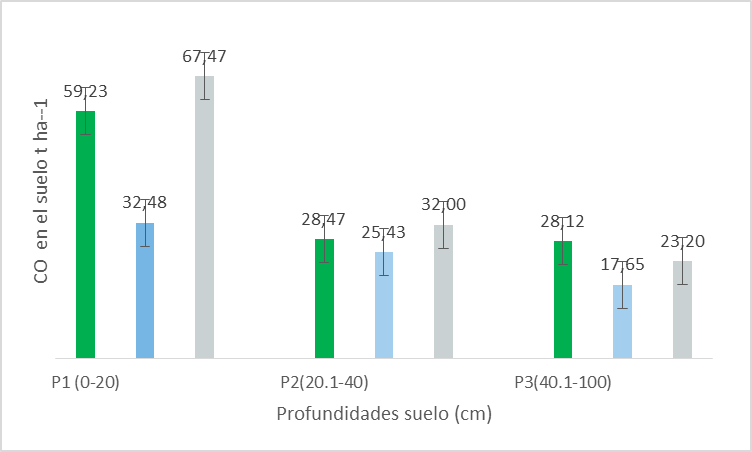 67,47
59,23
32,48
28,47
25,43
32,00
28,12
17,65
23,20
CO en el suelo t ha--1
P1 (0-20)
P2(20.1-40)
P3(40.1-100)
Profundidades suelo (cm)